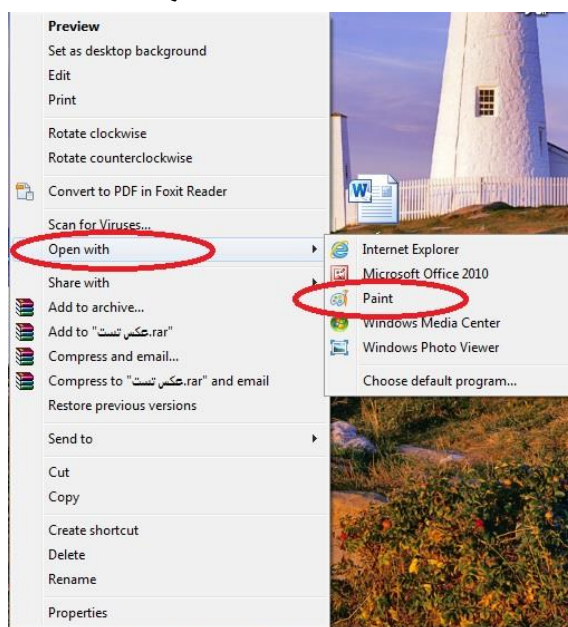 Preview
Set as desktop background
Edit
Print
Rotate clockwise
Rotate counterclockwise
Convert to PDF in Foxit Reader
Scan for Viruses...
Open with
Share with
Add to archive...
Add to "عکس تست.rar"
Compress and email...
Compress to "عکس تست.rar" and email
Restore previous versions
Send to
Cut
Copy
Create shortcut
Delete
Rename
Properties
Internet Explorer
Microsoft Office 2010
Paint
Windows Media Center
Windows Photo Viewer
Choose default program...
W